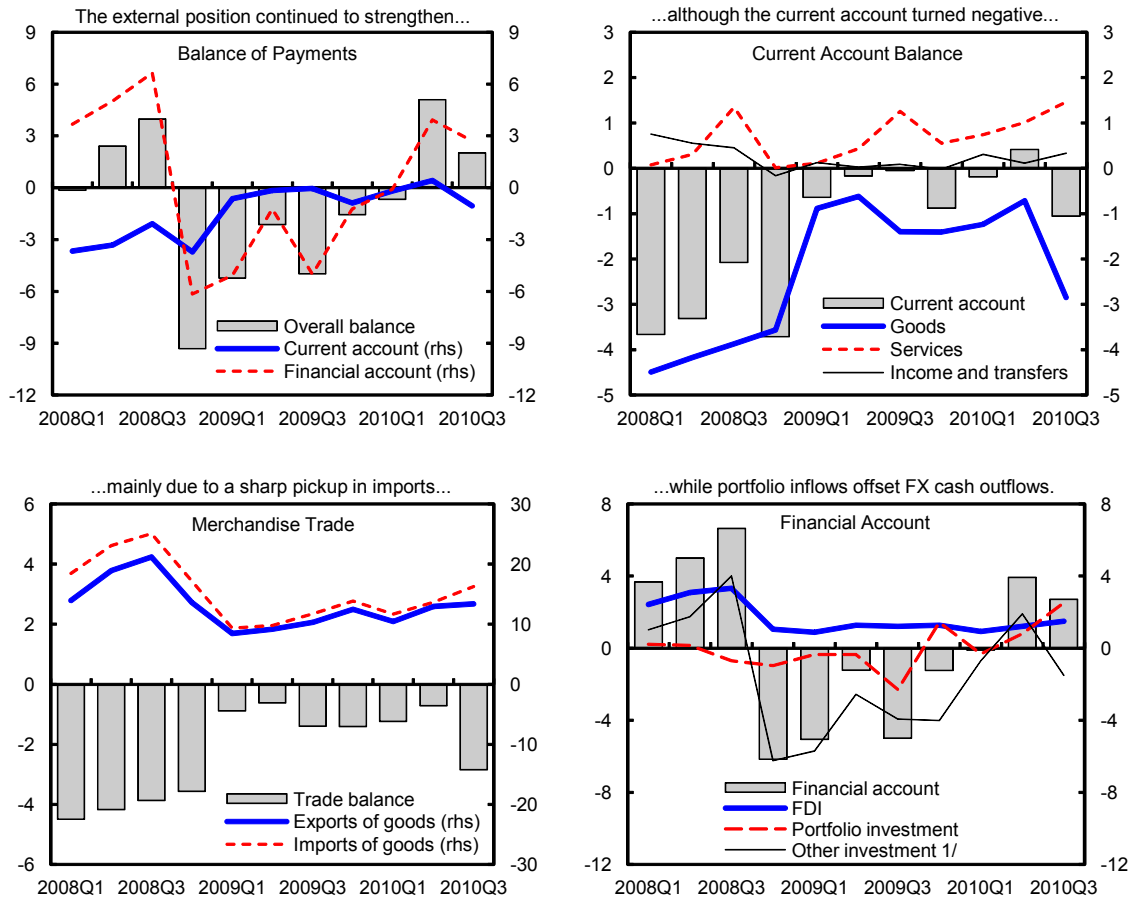 The external position continued to strengthen...
Balance of Payments
9
6
3
0
-3
-6
-9
-12
9
6
3
0
-3
-6
-9
-12
Overall balance
Current account (rhs)
Financial account (rhs)
2008Q1 2008Q3 2009Q1 2009Q3 2010Q1 2010Q3
...although the current account turned negative...
Current Account Balance
3
2
1
0
-1
-2
-3
-4
-5
3
2
1
0
-1
-2
-3
-4
-5
Current account
Goods
Services
Income and transfers
2008Q1 2008Q3 2009Q1 2009Q3 2010Q1 2010Q3
...mainly due to a sharp pickup in imports...
Merchandise Trade
6
4
2
0
-2
-4
-6
30
20
10
0
-10
-20
-30
Trade balance
Exports of goods (rhs)
Imports of goods (rhs)
2008Q1 2008Q3 2009Q1 2009Q3 2010Q1 2010Q3
...while portfolio inflows offset FX cash outflows.
Financial Account
8
4
0
-4
-8
-12
8
4
0
-4
-8
-12
Financial account
FDI
Portfolio investment
Other investment 1/
2008Q1 2008Q3 2009Q1 2009Q3 2010Q1 2010Q3